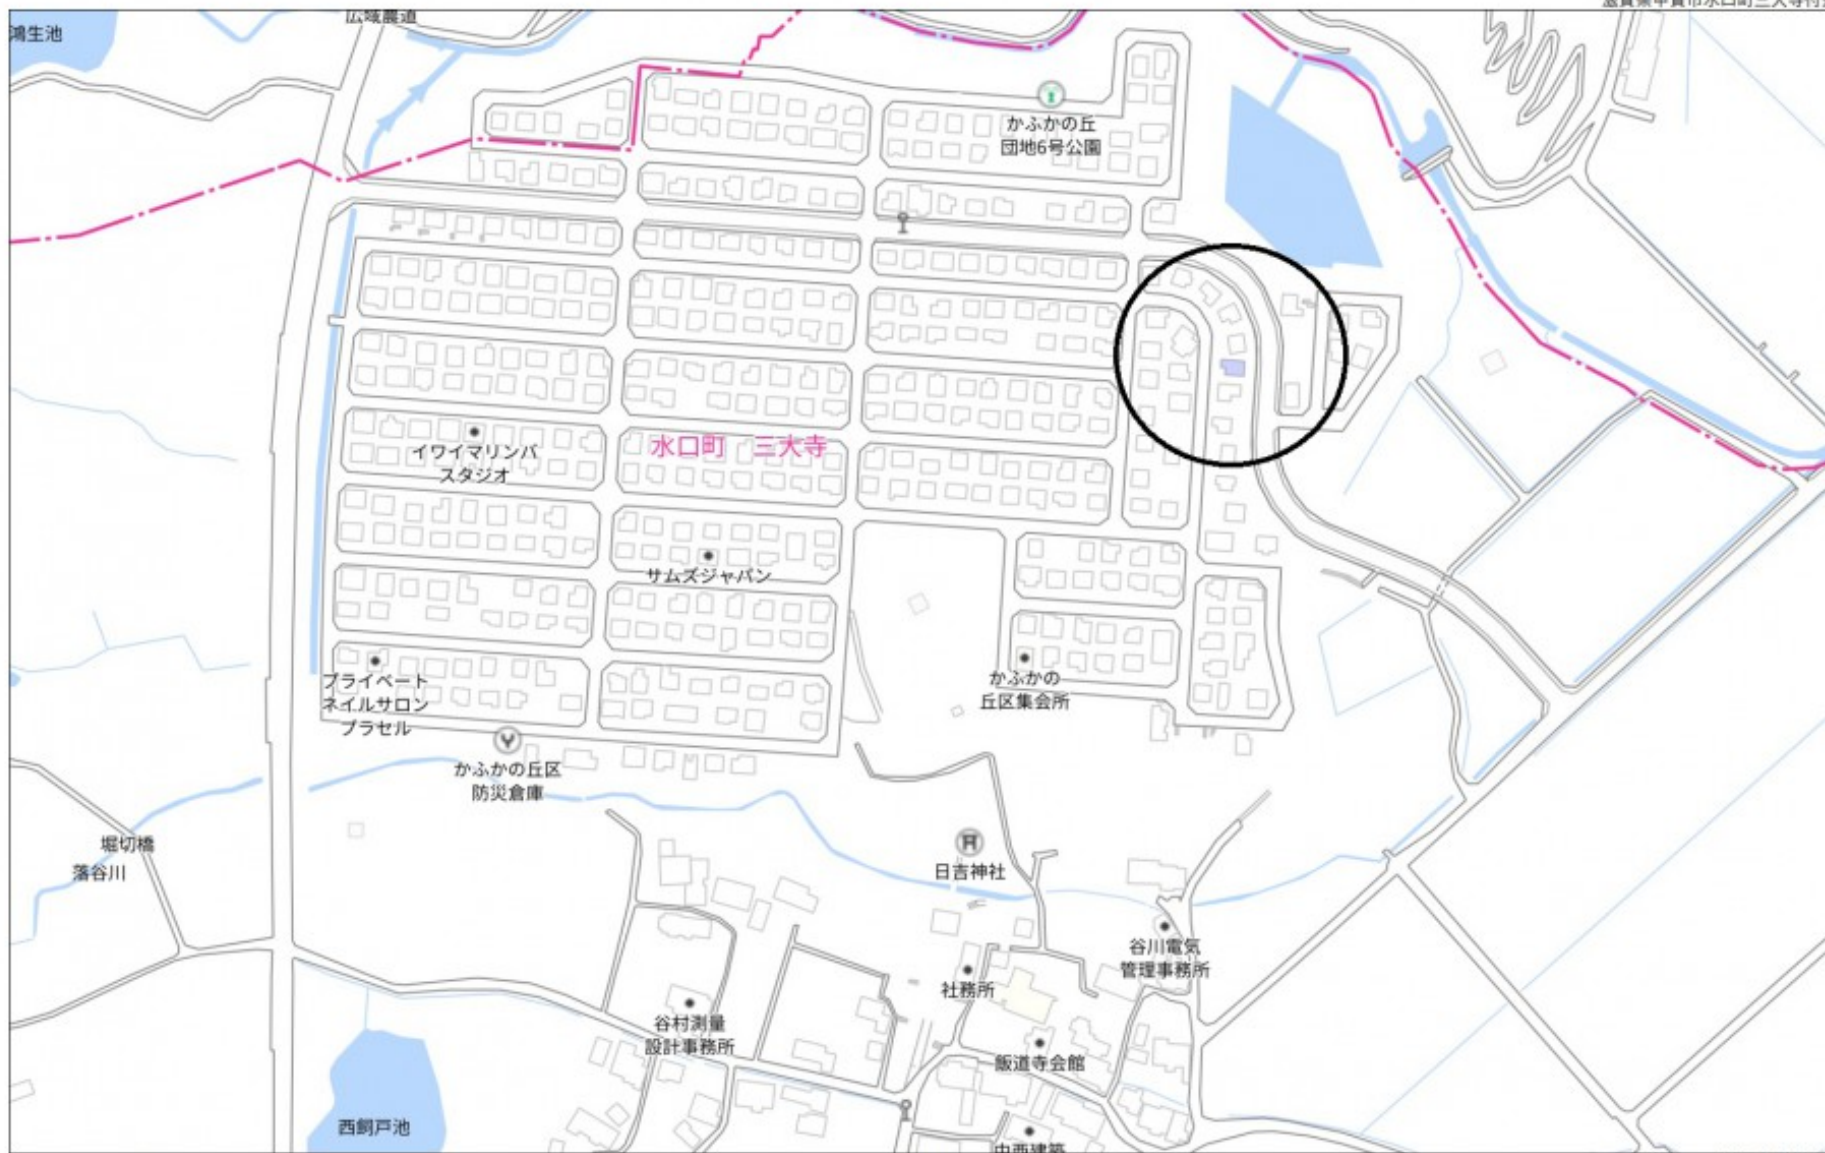 広域農道
鴻生池
かふかの丘
団地6号公園
イワイマリンバ
スタジオ
水口町 三大寺
サムズジャパン
プライベート
ネイルサロン
プラセル
かふかの
丘区集会所
かふかの丘区
防災倉庫
堀切橋
落谷川
日吉神社
谷川電気
管理事務所
社務所
谷村測量
設計事務所
飯道寺会館
西飼戸池